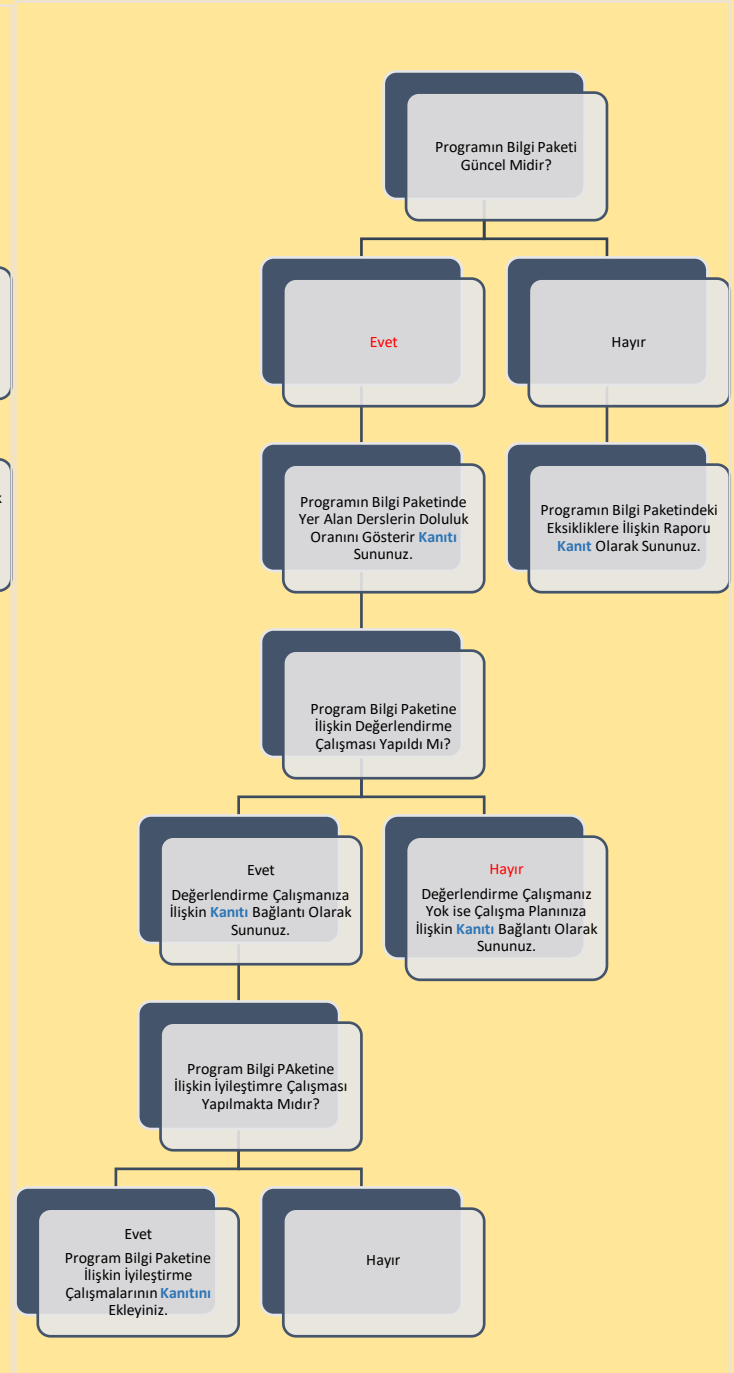 Programın Bilgi Paketi
Güncel Midir?
Evet
Hayır
Programın Bilgi Paketinde
Yer Alan Derslerin Doluluk
Oranını Gösterir Kanıtı
Sununuz.
Programın Bilgi Paketindeki
Eksikliklere İlişkin Raporu
Kanıt Olarak Sununuz.
Program Bilgi Paketine
İlişkin Değerlendirme
Çalışması Yapıldı Mı?
Evet
Değerlendirme Çalışmanıza
İlişkin Kanıtı Bağlantı Olarak
Sununuz.
Hayır
Değerlendirme Çalışmanız
Yok ise Çalışma Planınıza
İlişkin Kanıtı Bağlantı Olarak
Sununuz.
Program Bilgi PAketine
İlişkin İyileştimre Çalışması
Yapılmakta Mıdır?
Evet
Program Bilgi Paketine
İlişkin İyileştirme
Çalışmalarının Kanıtını
Ekleyiniz.
Hayır